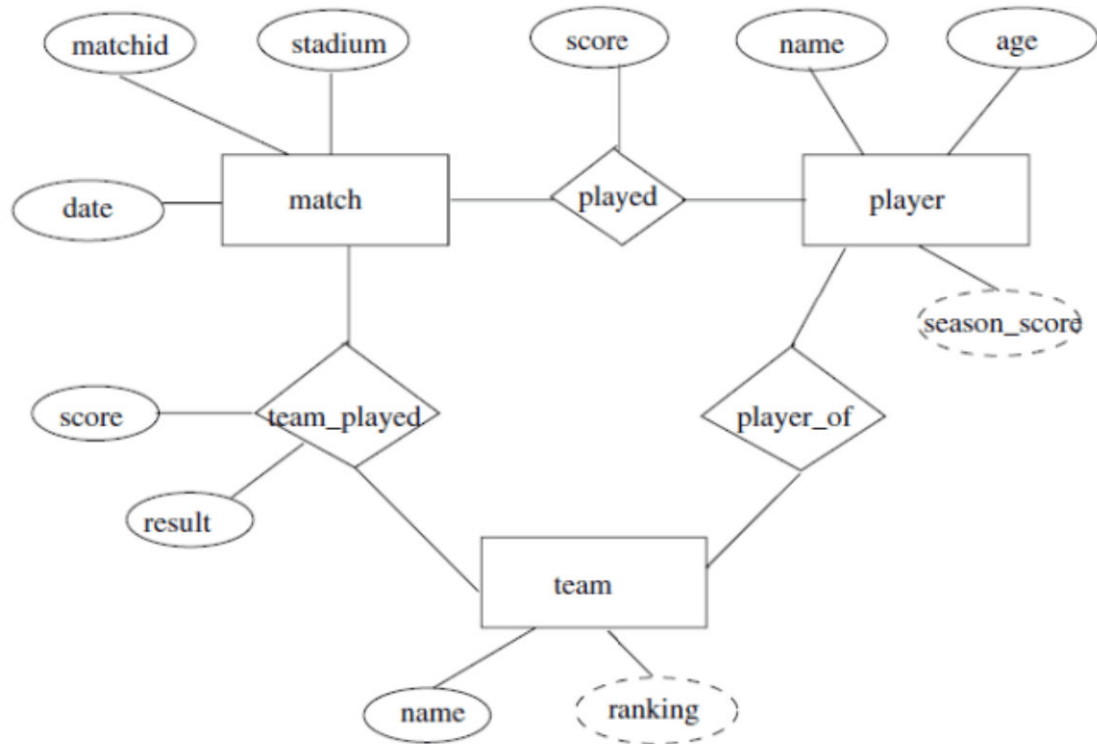 matchid
stadium
score
name
age
date
match
played
player
season_score
score
team_played
player_of
result
team
name
ranking